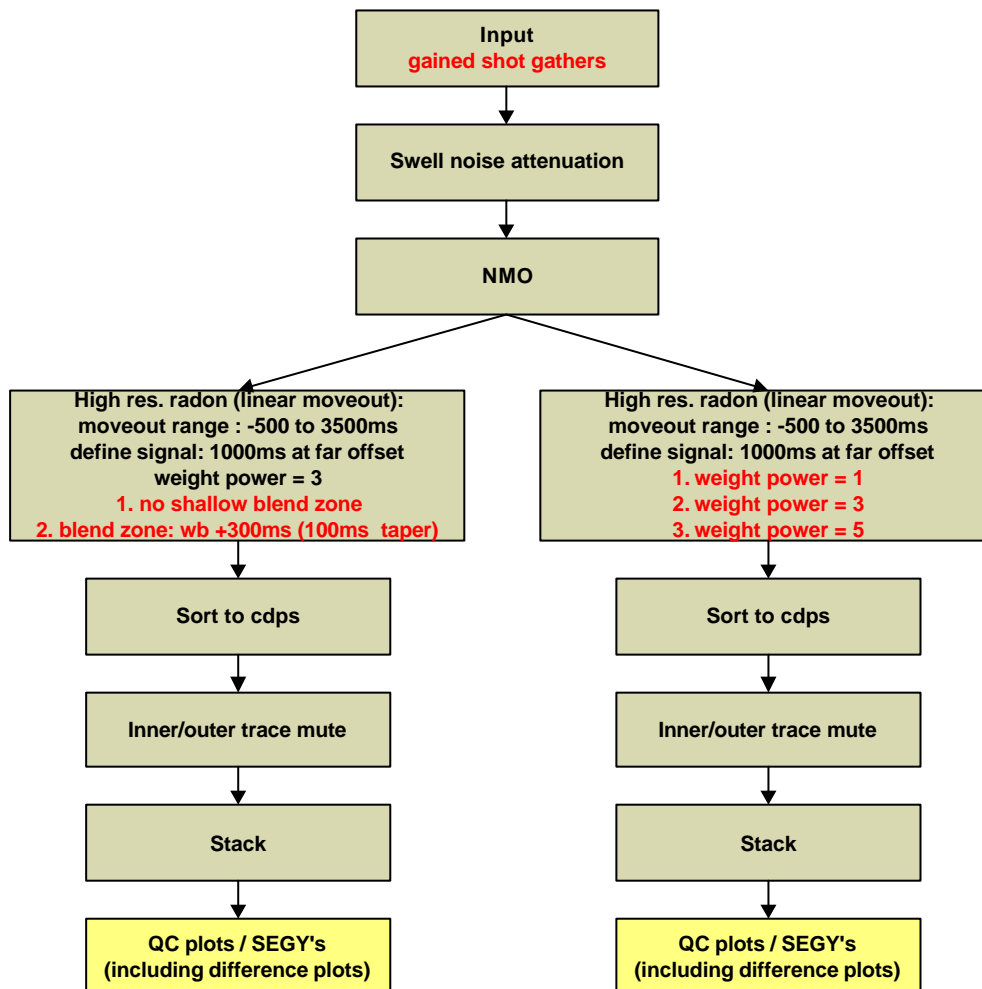 Input
gained shot gathers
Swell noise attenuation
NMO
High res. radon (linear moveout):
moveout range : -500 to 3500ms
define signal: 1000ms at far offset
weight power = 3
1. no shallow blend zone
2. blend zone: wb +300ms (100ms taper)
Sort to cdps
Inner/outer trace mute
Stack
QC plots / SEGY's
(including difference plots)
High res. radon (linear moveout):
moveout range : -500 to 3500ms
define signal: 1000ms at far offset
1. weight power = 1
2. weight power = 3
3. weight power = 5
Sort to cdps
Inner/outer trace mute
Stack
QC plots / SEGY's
(including difference plots)